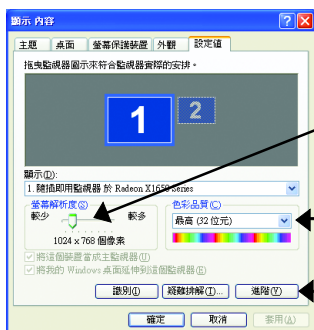 顯示 內容
主題 桌面 螢幕保護裝置 外觀 設定值
拖曳監視器圖示來符合監視器實際的安排。
1 2
顯示(D):
1. 隨插即用監視器 於 Radeon X1650 Series
螢幕解析度(S)
較少 較多
1024 x 768 個像素
色彩品質(C)
最高 (32 位元)
將這個裝置當成主監視器(U)
將我的 Windows 桌面延伸到這個監視器(E)
識別(I) 疑難排解(T)... 進階(V)
確定 取消 套用(A)